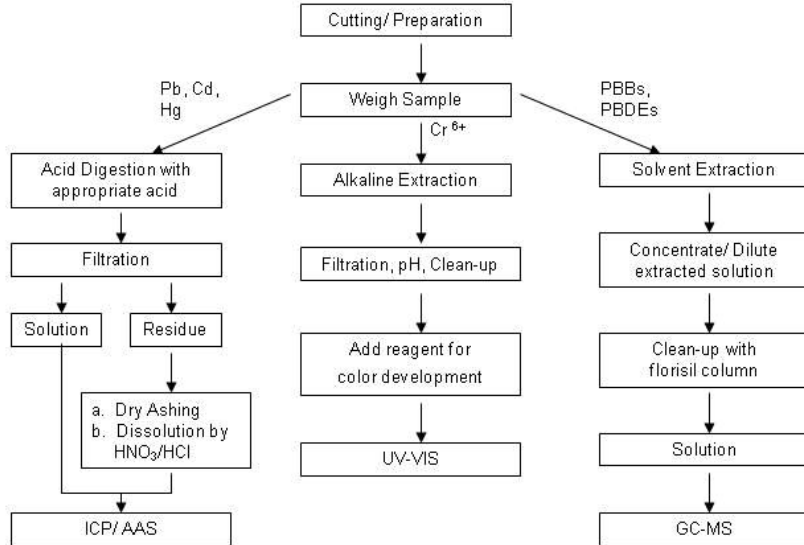 Cutting/ Preparation
Weigh Sample
Pb, Cd,
Hg
Cr 6+
PBBs,
PBDEs
Acid Digestion with
appropriate acid
Filtration
Solution
Residue
a. Dry Ashing
b. Dissolution by
HNO3/HCl
ICP/ AAS
Alkaline Extraction
Filtration, pH, Clean-up
Add reagent for
color development
UV-VIS
Solvent Extraction
Concentrate/ Dilute
extracted solution
Clean-up with
florisil column
Solution
GC-MS